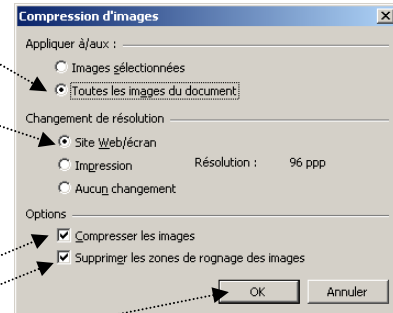 Compression d'images
Appliquer à/aux :
Images sélectionnées
Toutes les images du document
Changement de résolution
Site Web/écran
Impression Résolution : 96 ppp
Aucun changement
Options
Compresser les images
Supprimer les zones de rognage des images
OK Annuler